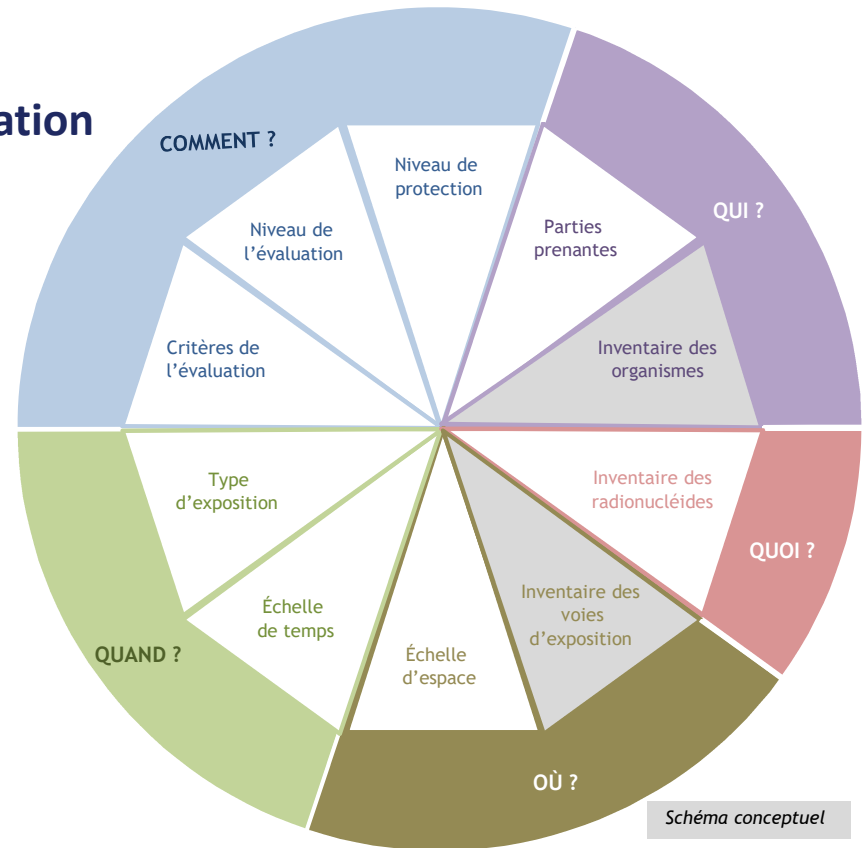 ation
COMMENT ?
Niveau de
protection
QUI ?
Parties
prenantes
Niveau de
l’évaluation
Critères de
l’évaluation
Inventaire des
organismes
Type
d’exposition
Inventaire des
radionucléides
QUOI ?
Échelle
de temps
Inventaire des
voies
d’exposition
QUAND ?
Échelle
d’espace
OÙ ?
Schéma conceptuel